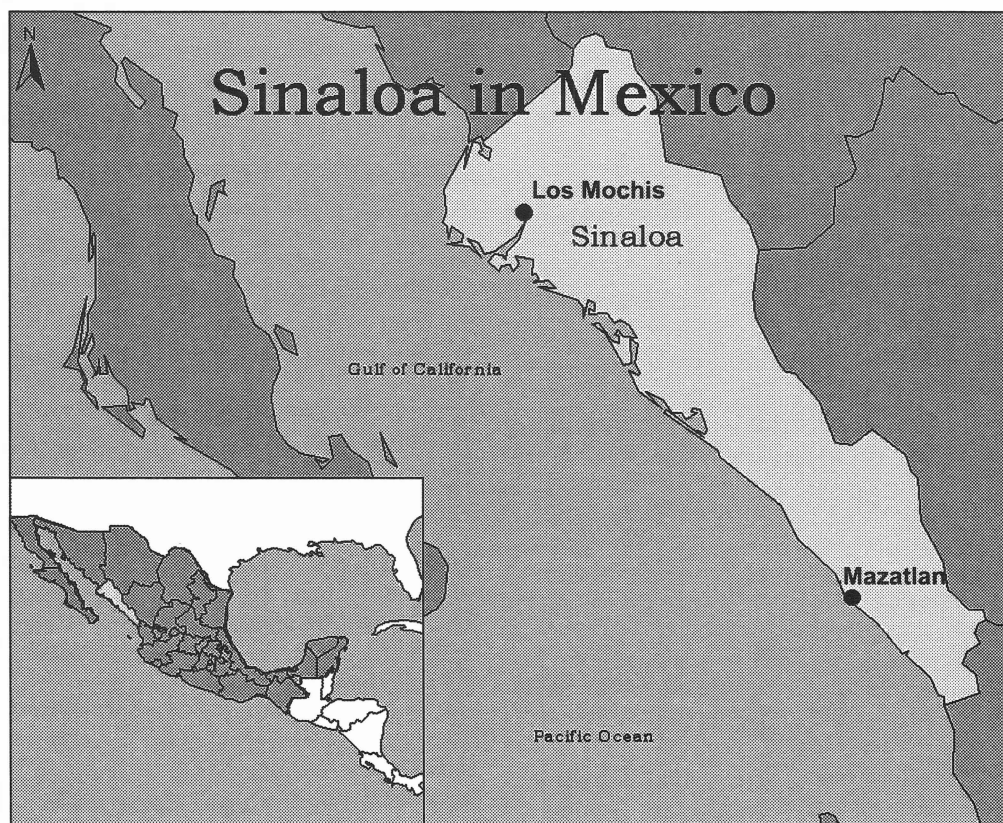 N
Sinaloa in Mexico
Los Mochis
Sinaloa
Gulf of California
Mazatlan
Pacific Ocean